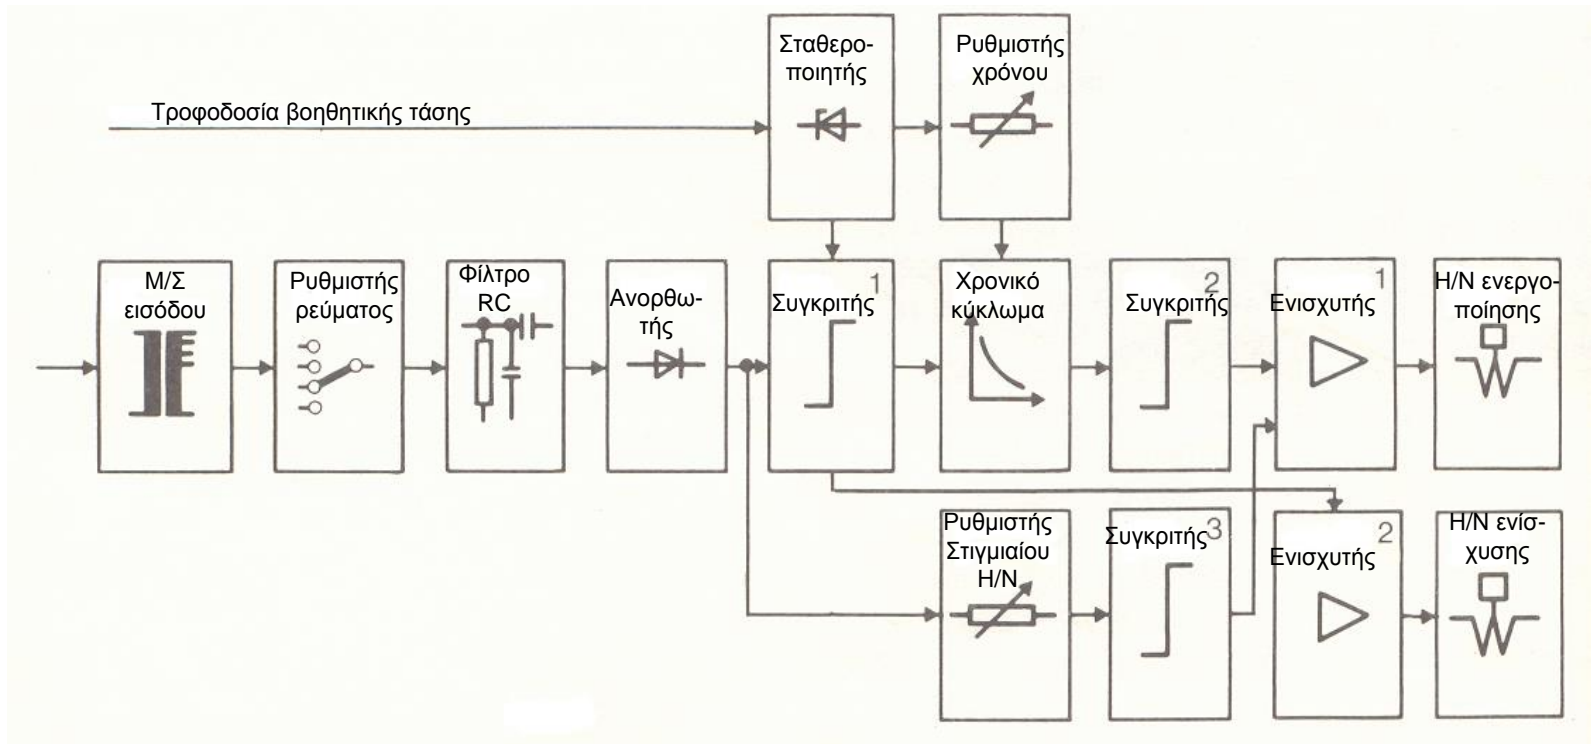 Σταθερο-
ποιητής
Ρυθμιστής
χρόνου
Τροφοδοσία βοηθητικής τάσης
Μ/Σ
εισόδου
Ρυθμιστής
ρεύματος
Φίλτρο
RC
Ανορθω-
τής
1
Συγκριτής
Χρονικό
κύκλωμα
2
Συγκριτής
1
Ενισχυτής
Η/Ν ενεργο-
ποίησης
Ρυθμιστής
Στιγμιαίου
Η/Ν
3
Συγκριτής
2
Ενισχυτής
Η/Ν ενίσ-
χυσης